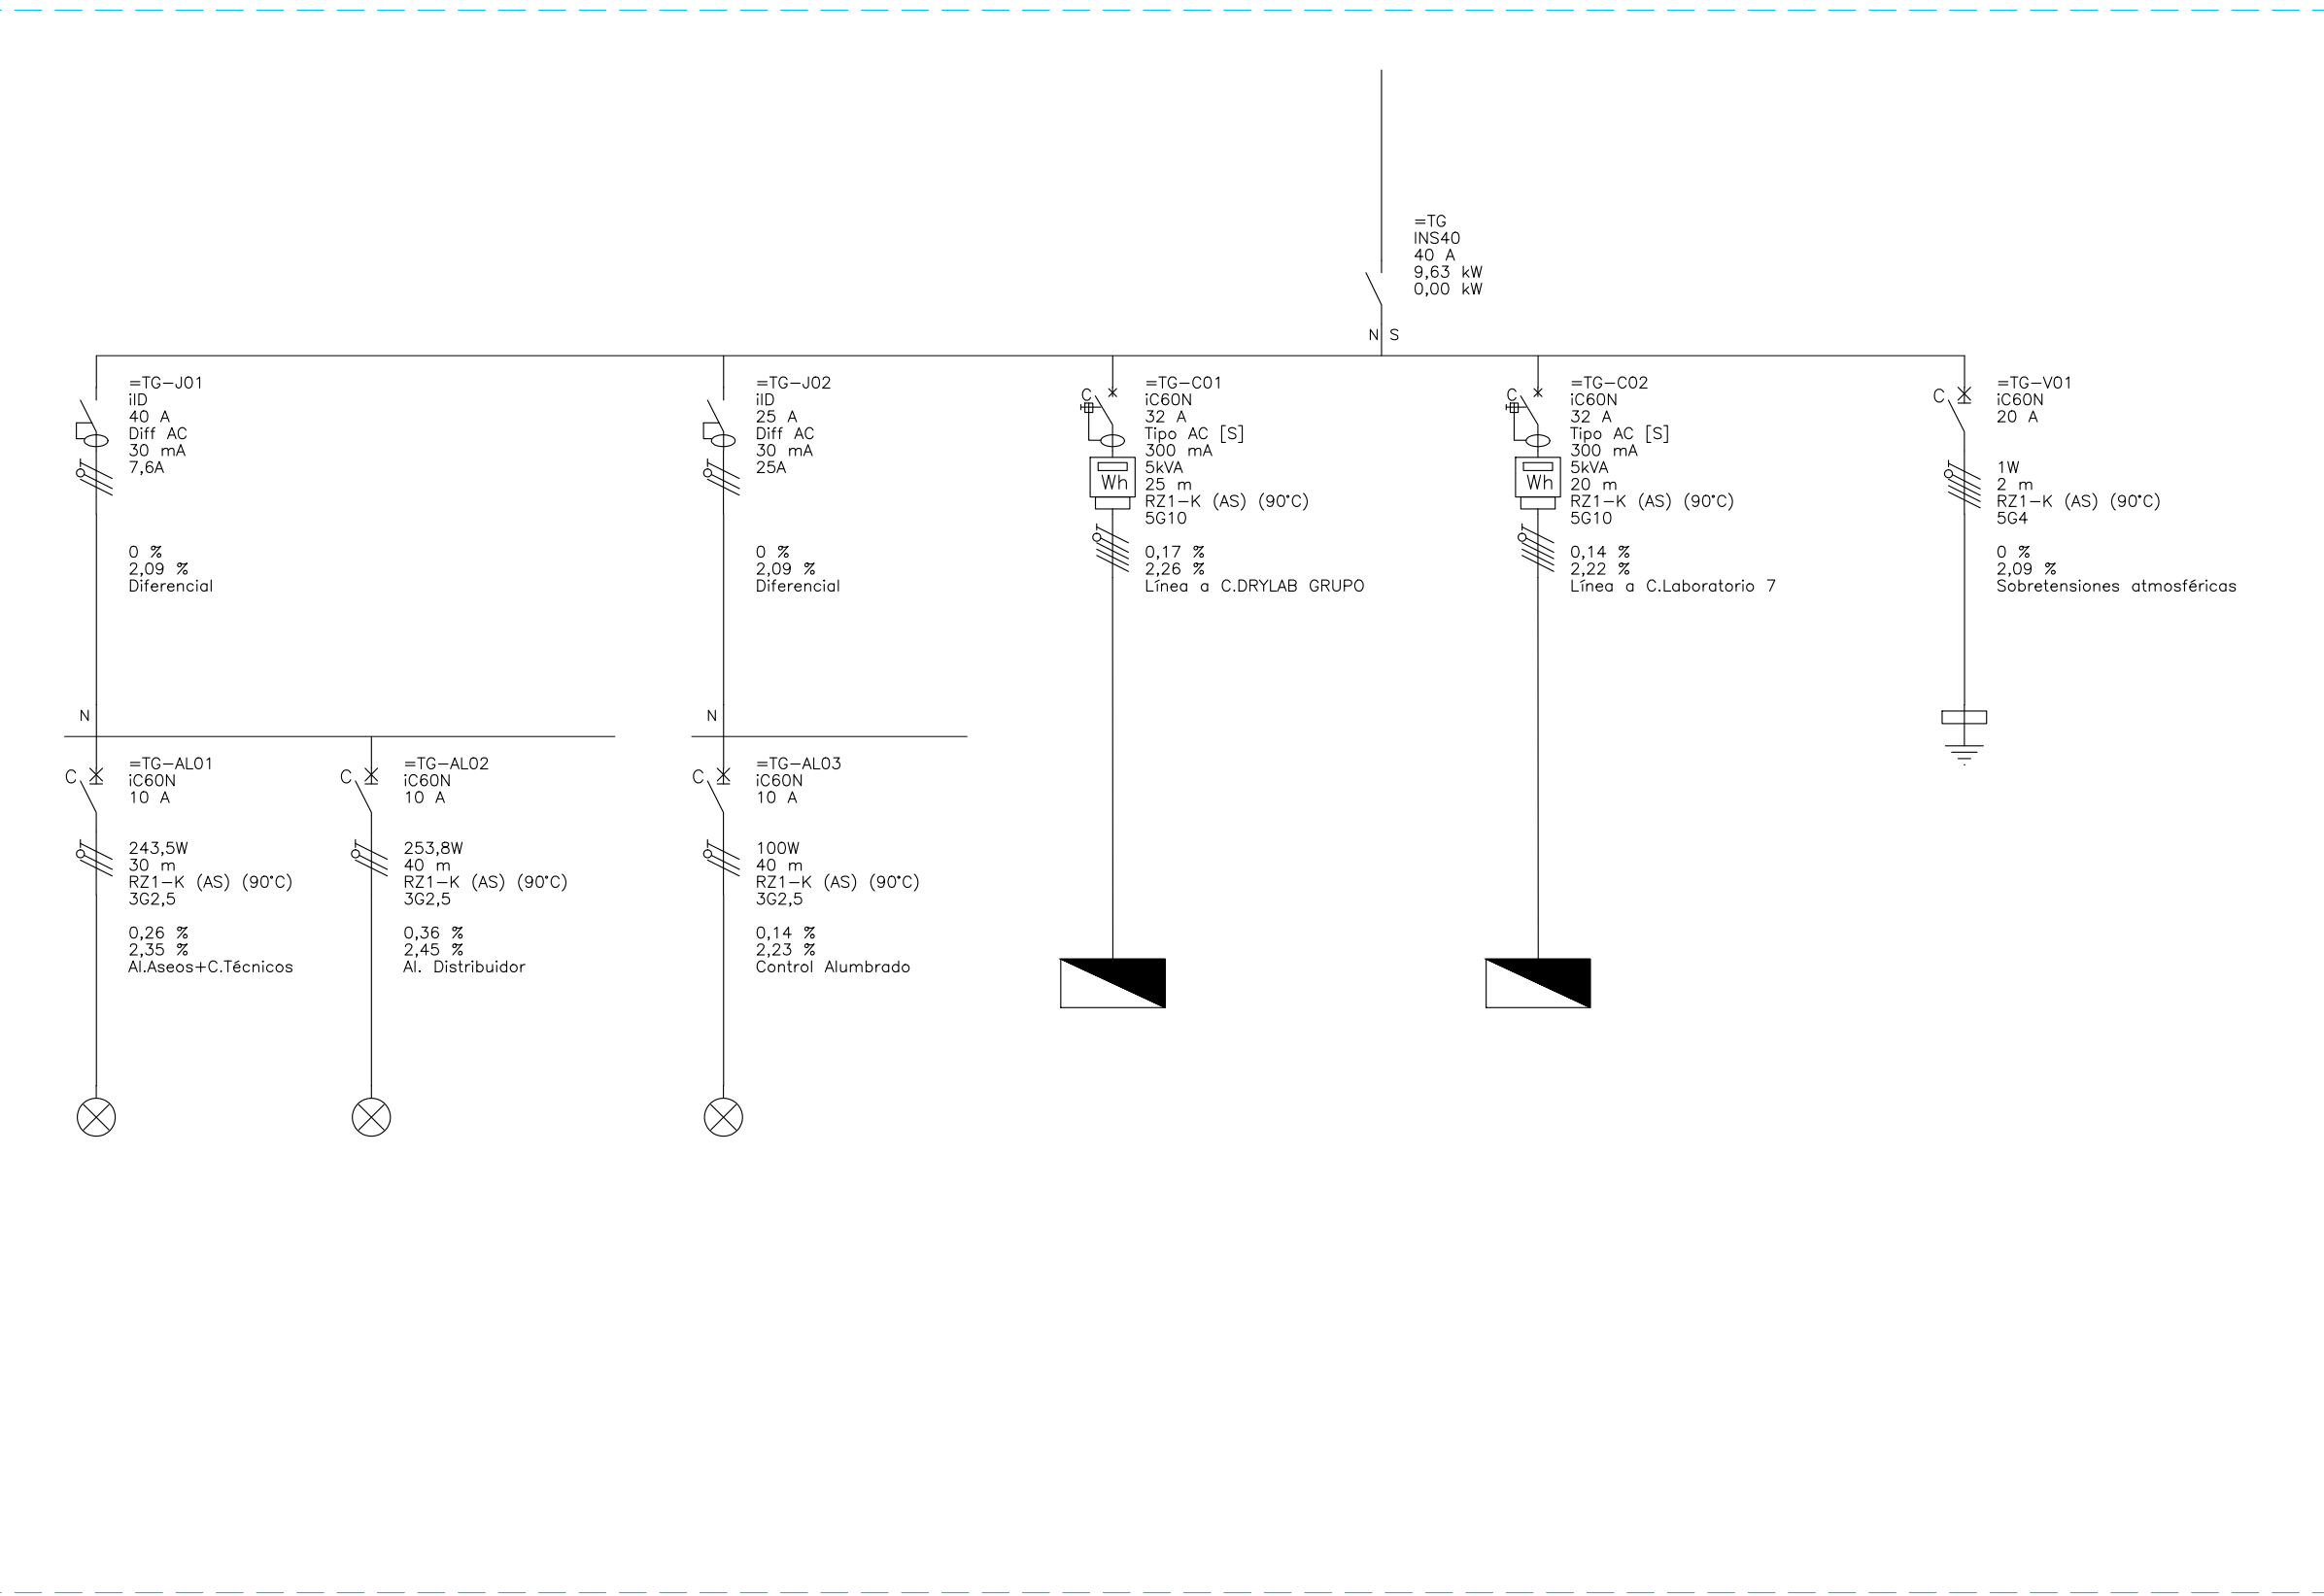 =TG
INS40
40 A
9,63 kW
0,00 kW
N S
=TG-J01
iID
40 A
Diff AC
30 mA
7,6A
0 %
2,09 %
Diferencial
=TG-J02
iID
25 A
Diff AC
30 mA
25A
0 %
2,09 %
Diferencial
C
=TG-C01
iC60N
32 A
Tipo AC [S]
300 mA
5kVA
Wh
25 m
RZ1-K (AS) (90°C)
5G10
0,17 %
2,26 %
Línea a C.DRYLAB GRUPO
C
=TG-C02
iC60N
32 A
Tipo AC [S]
300 mA
5kVA
Wh
20 m
RZ1-K (AS) (90°C)
5G10
0,14 %
2,22 %
Línea a C.Laboratorio 7
C
=TG-V01
iC60N
20 A
1W
2 m
RZ1-K (AS) (90°C)
5G4
0 %
2,09 %
Sobretensiones atmosféricas
N
N
C
=TG-AL01
iC60N
10 A
243,5W
30 m
RZ1-K (AS) (90°C)
3G2,5
0,26 %
2,35 %
Al.Aseos+C.Técnicos
C
=TG-AL02
iC60N
10 A
253,8W
40 m
RZ1-K (AS) (90°C)
3G2,5
0,36 %
2,45 %
Al. Distribuidor
C
=TG-AL03
iC60N
10 A
100W
40 m
RZ1-K (AS) (90°C)
3G2,5
0,14 %
2,23 %
Control Alumbrado